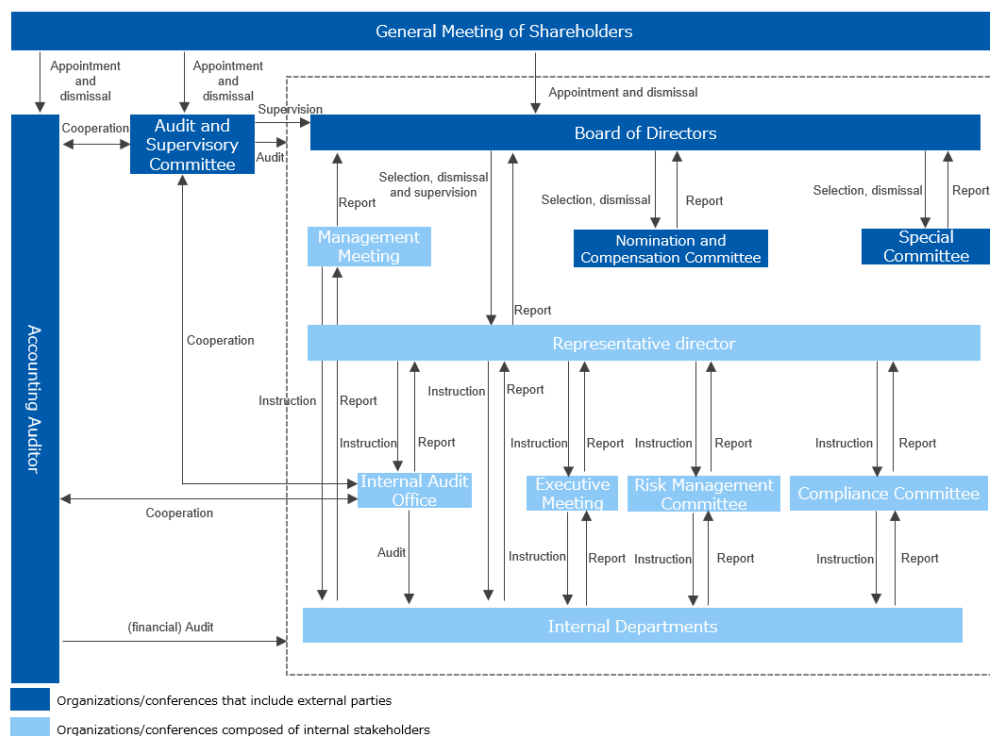 General Meeting of Shareholders
Appointment
and
dismissal
Appointment
and
dismissal
Appointment and dismissal
Supervision
Cooperation
Audit and
Supervisory
Committee
Audit
Board of Directors
Selection, dismissal
and supervision
Report
Selection, dismissal
Report
Selection, dismissal
Report
Management
Meeting
Nomination and
Compensation Committee
Special
Committee
Report
Cooperation
Representative director
Accounting Auditor
Instruction
Report
Instruction
Report
Instruction
Report
Instruction
Report
Instruction
Report
Instruction
Report
Internal Audit
Office
Executive
Meeting
Risk Management
Committee
Compliance Committee
Cooperation
Audit
Instruction
Report
Instruction
Report
Instruction
Report
Internal Departments
(financial) Audit
Organizations/conferences that include external parties
Organizations/conferences composed of internal stakeholders